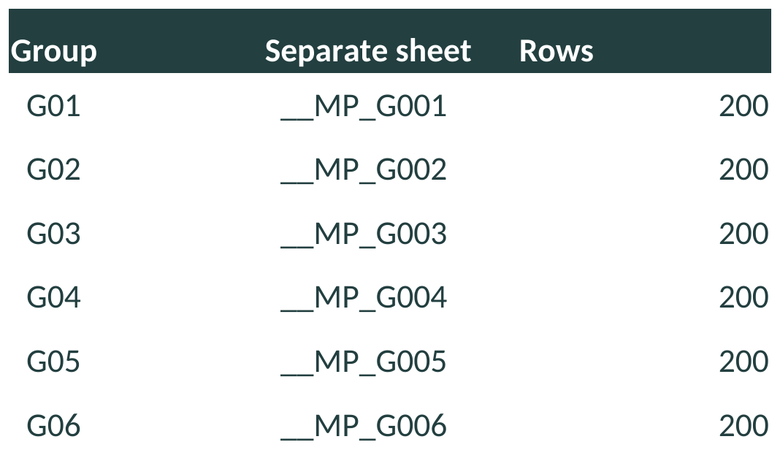 Group Separate sheet Rows
G01 __MP_G001 200
G02 __MP_G002 200
G03 __MP_G003 200
G04 __MP_G004 200
G05 __MP_G005 200
G06 __MP_G006 200